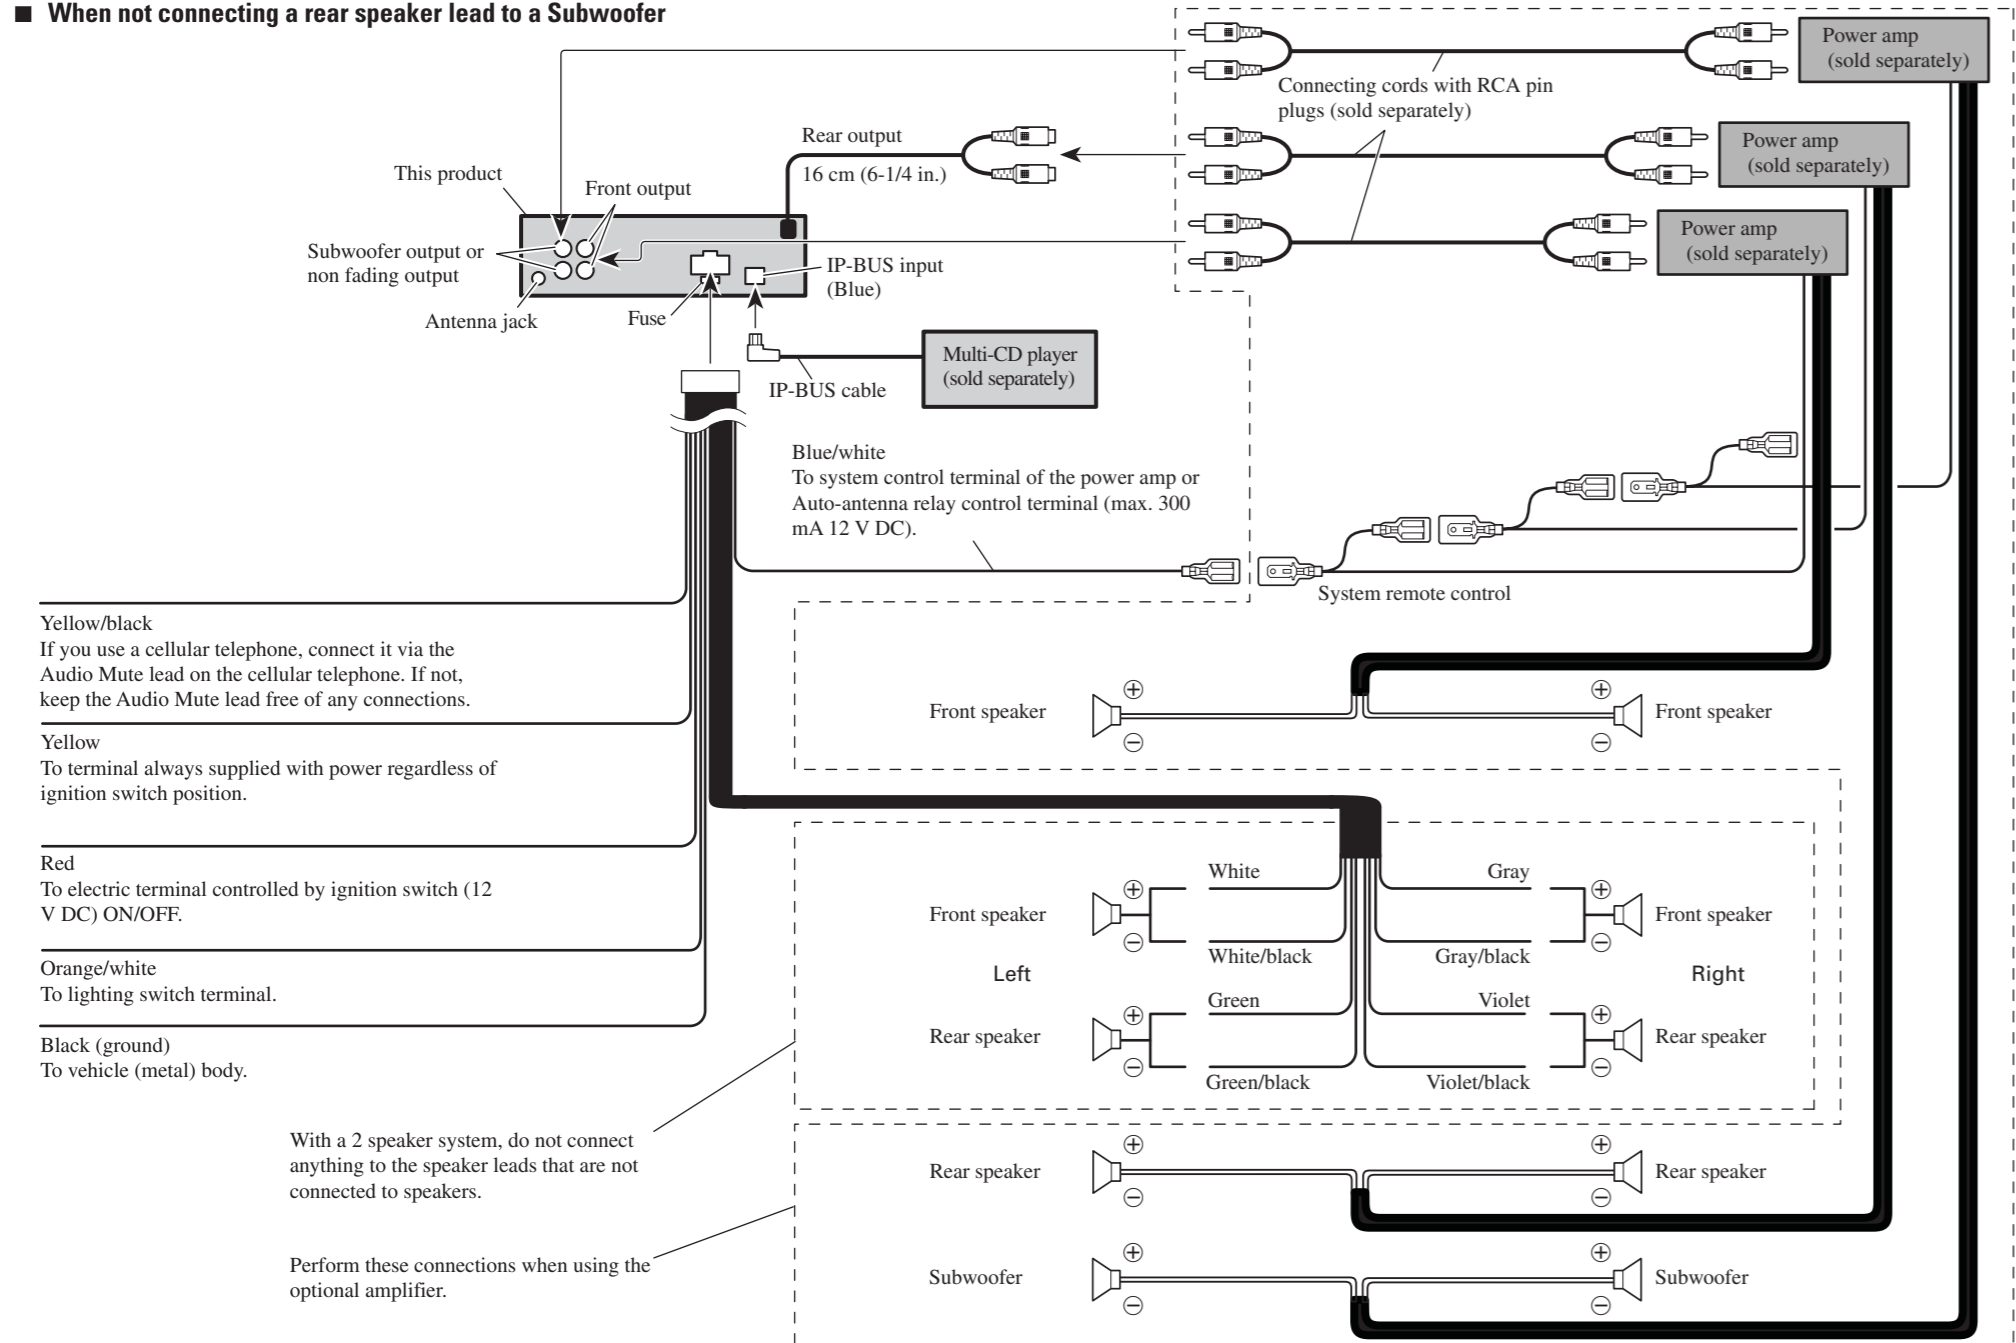 ■ When not connecting a rear speaker lead to a Subwoofer
Power amp
(sold separately)
Connecting cords with RCA pin
plugs (sold separately)
Rear output
16 cm (6-1/4 in.)
Power amp
(sold separately)
This product
Front output
Power amp
(sold separately)
Subwoofer output or
non fading output
IP-BUS input
(Blue)
Antenna jack
Fuse
Multi-CD player
(sold separately)
IP-BUS cable
Blue/white
To system control terminal of the power amp or
Auto-antenna relay control terminal (max. 300
mA 12 V DC).
System remote control
Yellow/black
If you use a cellular telephone, connect it via the
Audio Mute lead on the cellular telephone. If not,
keep the Audio Mute lead free of any connections.
Yellow
To terminal always supplied with power regardless of
ignition switch position.
Red
To electric terminal controlled by ignition switch (12
V DC) ON/OFF.
Orange/white
To lighting switch terminal.
Black (ground)
To vehicle (metal) body.
With a 2 speaker system, do not connect
anything to the speaker leads that are not
connected to speakers.
Perform these connections when using the
optional amplifier.
Front speaker
+
−
+
−
Front speaker
White
Gray
Front speaker
+
−
+
−
Front speaker
White/black
Gray/black
Left
Right
Green
Violet
Rear speaker
+
−
+
−
Rear speaker
Green/black
Violet/black
Rear speaker
+
−
+
−
Rear speaker
Subwoofer
+
−
+
−
Subwoofer